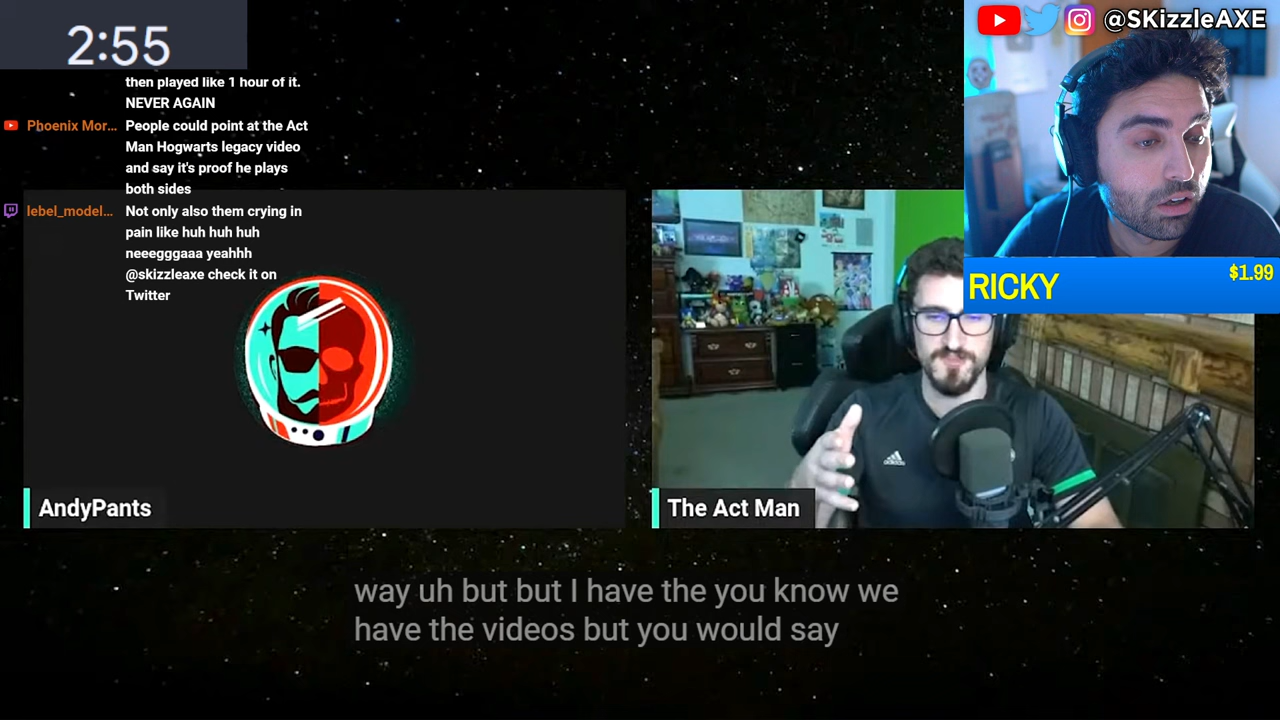 2:55
@SKizzleAXE
then played like 1 hour of it.
NEVER AGAIN
Phoenix Mor... People could point at the Act
Man Hogwarts legacy video
and say it's proof he plays
both sides
lebel_model... Not only also them crying in
pain like huh huh huh
neeegggaaa yeahhh
@skizzleaxe check it on
Twitter
RICKY $1.99
adidas
AndyPants
The Act Man
way uh but but I have the you know we
have the videos but you would say